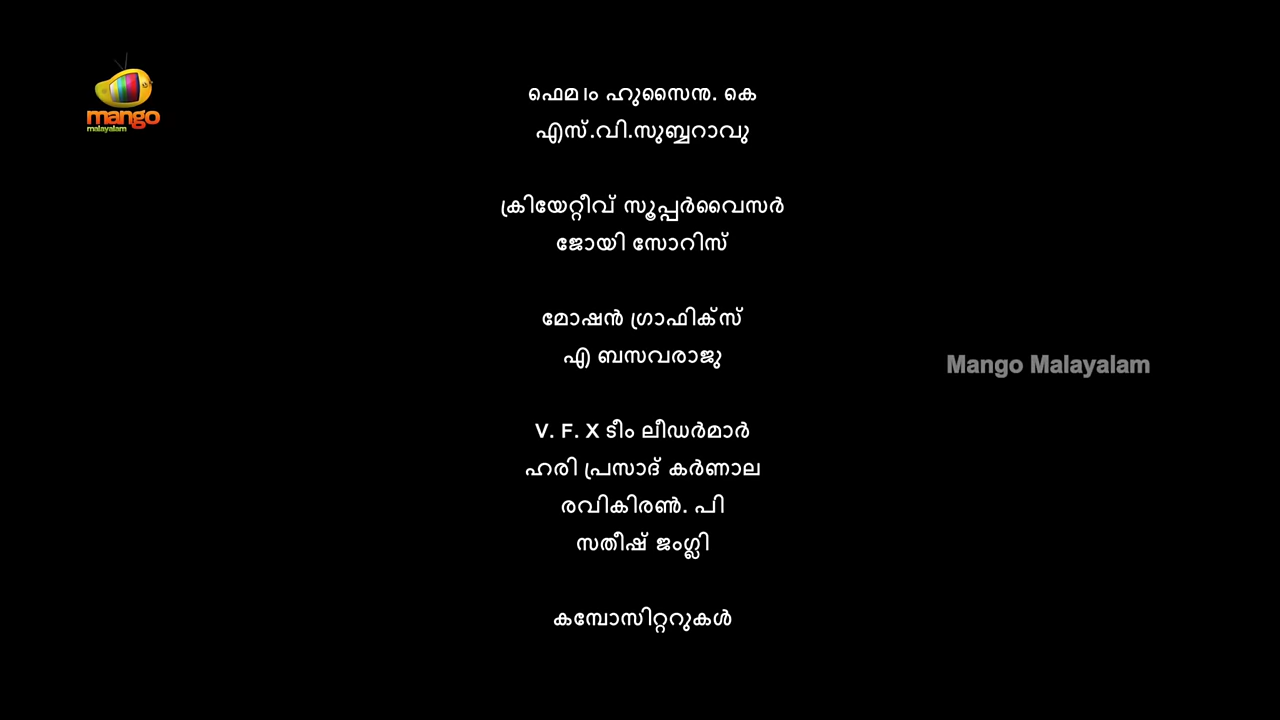 mango
malayalam
ഹുസൈൻ. കെ
എസ്.വി.സുബ്ബറാവു
ക്രിയേറ്റീവ് സൂപ്പർവൈസർ
ജോയി സോറിസ്
മോഷൻ ഗ്രാഫിക്സ്
എ ബസവരാജു
Mango Malayalam
V. F. X ടീം ലീഡർമാർ
ഹരി പ്രസാദ് കർണാല
രവികിരൺ. പി
സതീഷ് ജംഗ്ലി
കമ്പോസിറ്ററുകൾ